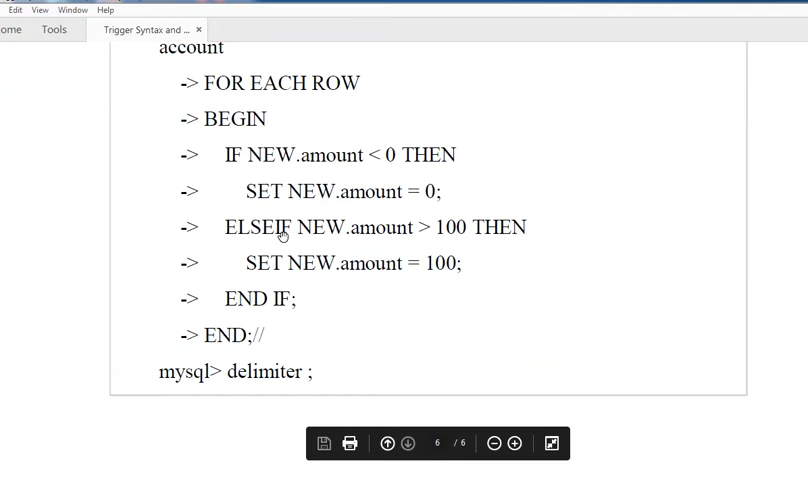 Edit View Window Help
ome Tools Trigger Syntax and ... ×
account
-> FOR EACH ROW
-> BEGIN
-> IF NEW.amount < 0 THEN
-> SET NEW.amount = 0;
-> ELSEIF NEW.amount > 100 THEN
-> SET NEW.amount = 100;
-> END IF;
-> END;//
mysql> delimiter ;
6 / 6